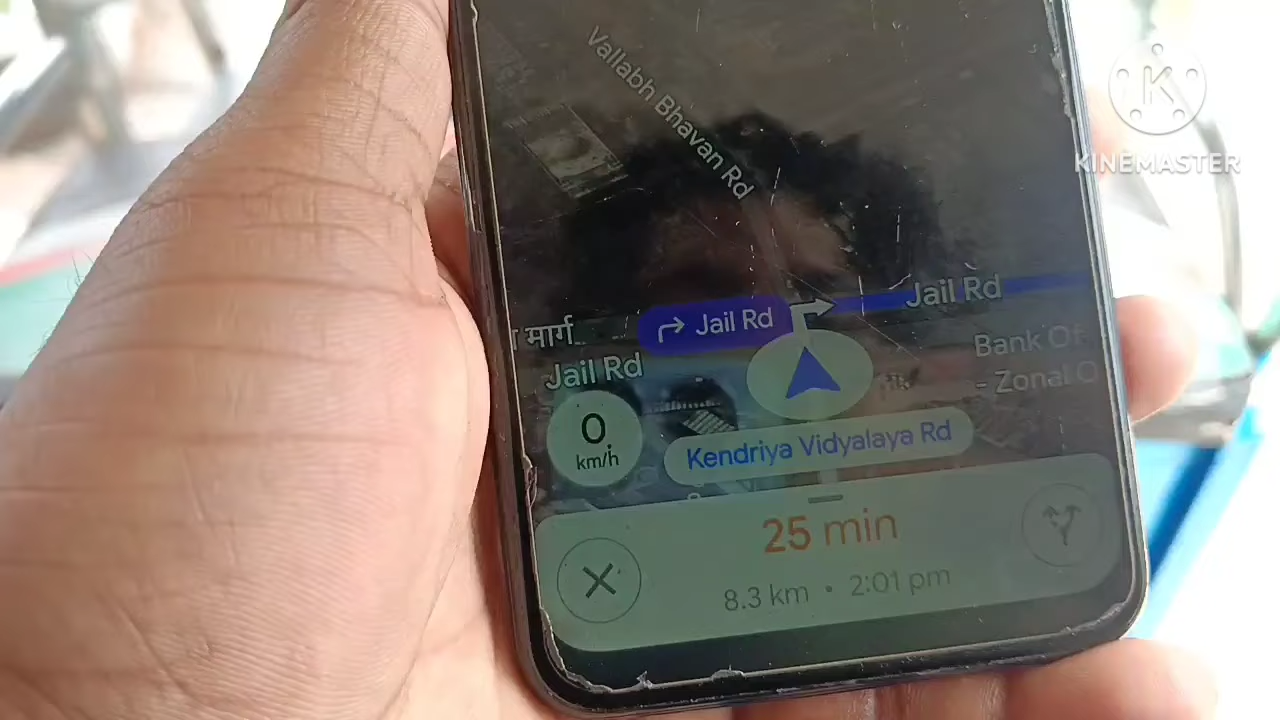 K
KINEMASTER
Vallabh Bhavan Rd
Jail Rd
Jail Rd
मार्ग
Jail Rd
Bank Of
- Zonal O
0
km/h
Kendriya Vidyalaya Rd
25 min
8.3 km • 2:01 pm